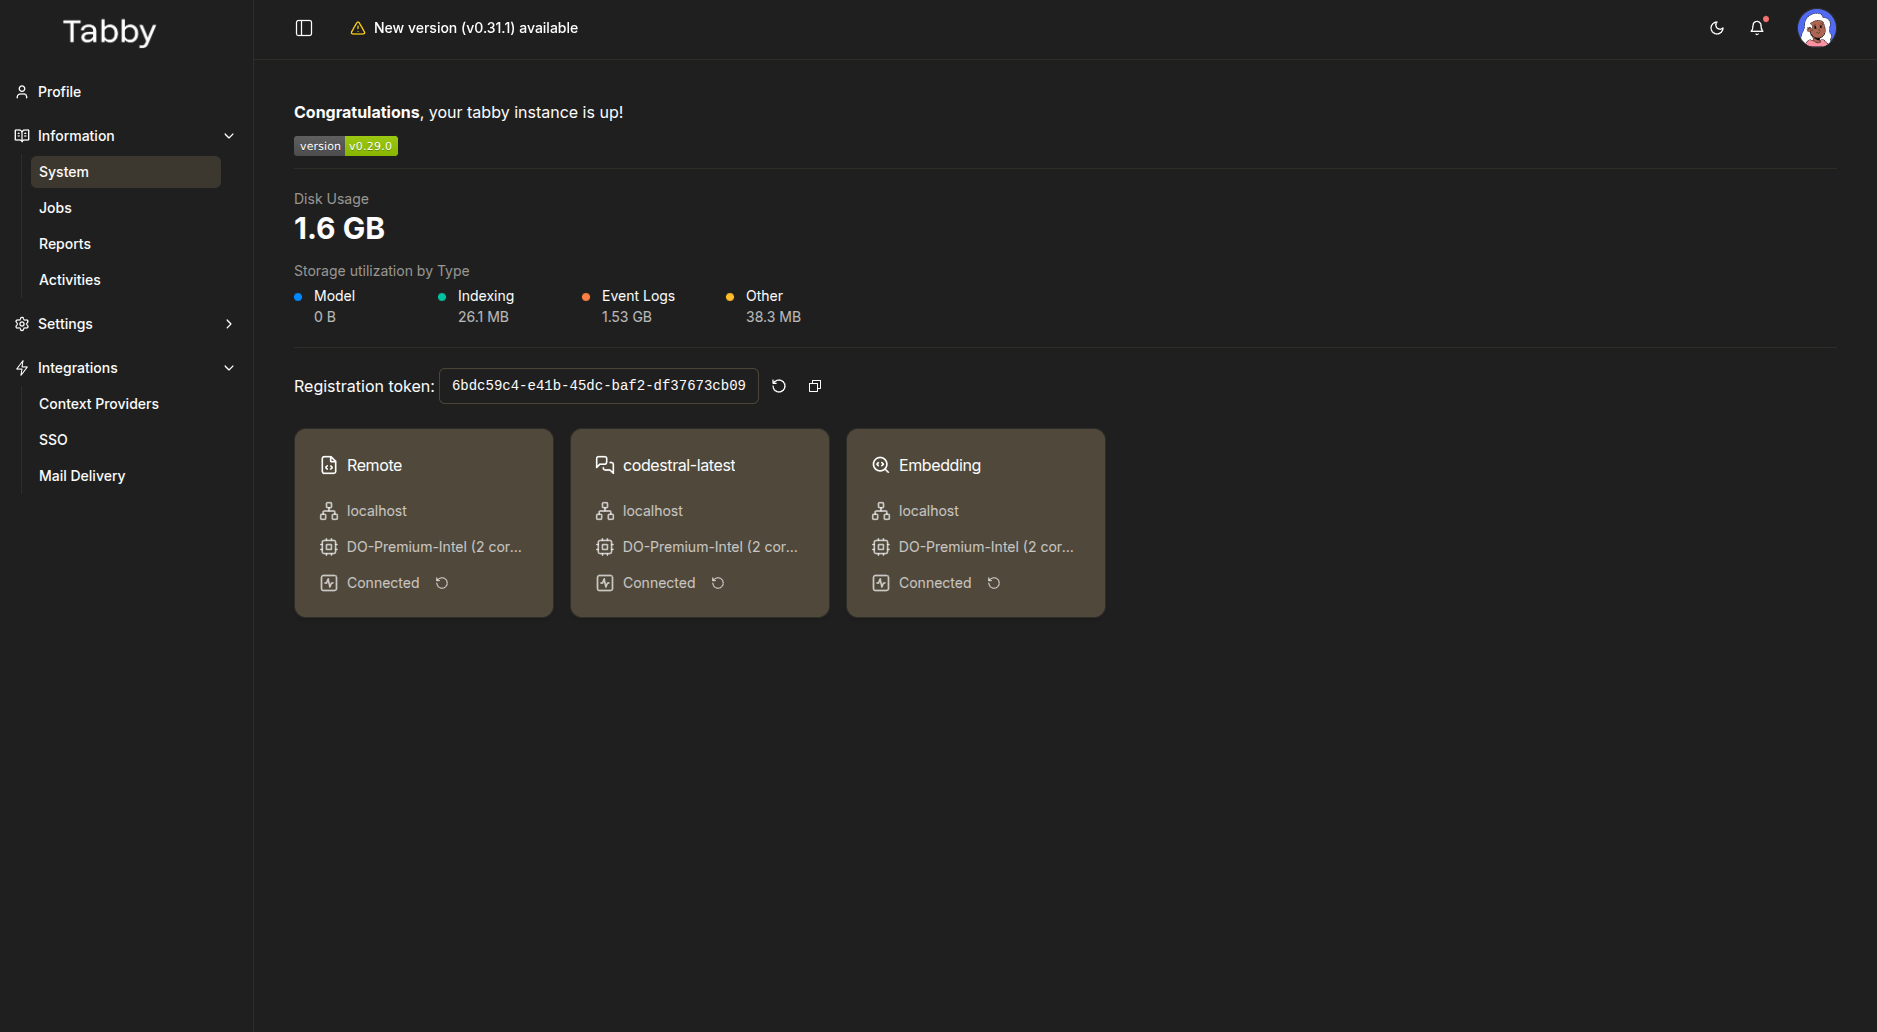 Tabby
New version (v0.31.1) available
Profile
Information
System
Jobs
Reports
Activities
Settings
Integrations
Context Providers
SSO
Mail Delivery
Congratulations, your tabby instance is up!
version v0.29.0
Disk Usage
1.6 GB
Storage utilization by Type
Model Indexing Event Logs Other
0 B 26.1 MB 1.53 GB 38.3 MB
Registration token: 6bdc59c4-e41b-45dc-baf2-df37673cb09
Remote
localhost
DO-Premium-Intel (2 cor...
Connected
codestral-latest
localhost
DO-Premium-Intel (2 cor...
Connected
Embedding
localhost
DO-Premium-Intel (2 cor...
Connected